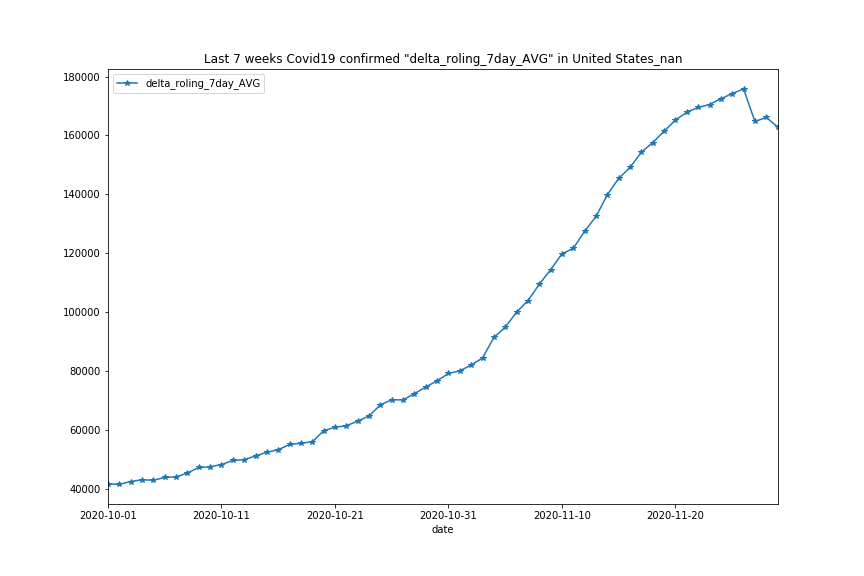 Last 7 weeks Covid19 confirmed "delta_roling_7day_AVG" in United States_nan
delta_roling_7day_AVG
180000
160000
140000
120000
100000
80000
60000
40000
2020-10-01 2020-10-11 2020-10-21 2020-10-31 2020-11-10 2020-11-20
date